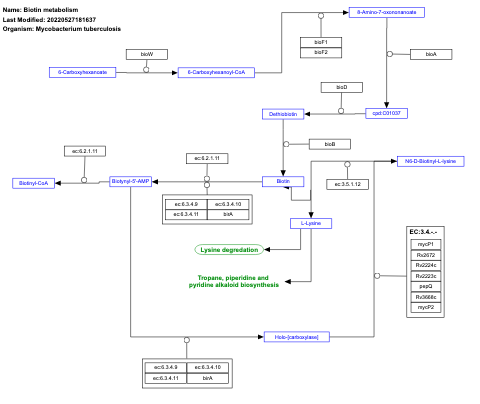 Name: Biotin metabolism
Last Modified: 20220527181637
Organism: Mycobacterium tuberculosis
8-Amino-7-oxononanoate
bioF1
bioF2
bioW
bioA
6-Carboxyhexanoate
6-Carboxyhexanoyl-CoA
bioD
Dethiobiotin
cpd:C01037
bioB
ec:6.2.1.11
ec:6.2.1.11
N6-D-Biotinyl-L-lysine
Biotinyl-CoA
Biotynyl-5'-AMP
Biotin
ec:3.5.1.12
ec:6.3.4.9
ec:6.3.4.10
ec:6.3.4.11
birA
L-Lysine
EC:3.4.-.-
mycP1
Rv2672
Rv2224c
Rv2223c
pepQ
Rv3668c
mycP2
Lysine degradation
Tropane, piperidine and
pyridine alkaloid biosynthesis
Holo-[carboxylase]
ec:6.3.4.9
ec:6.3.4.10
ec:6.3.4.11
birA